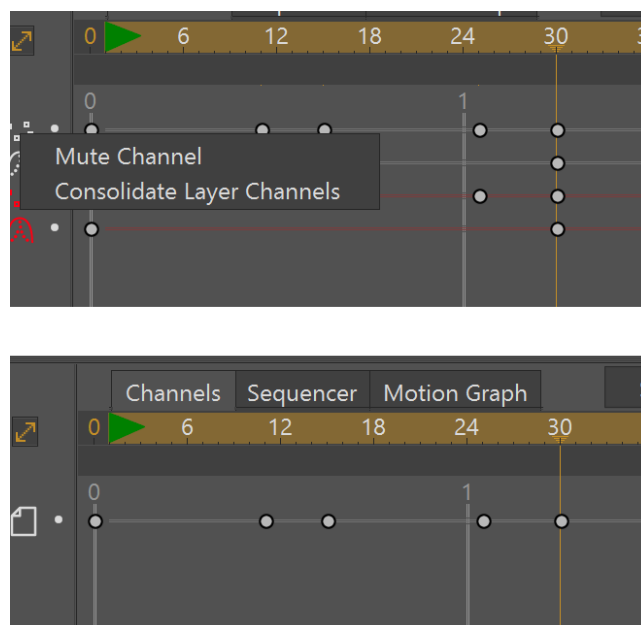 0 6 12 18 24 30
0 1
Mute Channel
Consolidate Layer Channels
Channels Sequencer Motion Graph
0 6 12 18 24 30
0 1